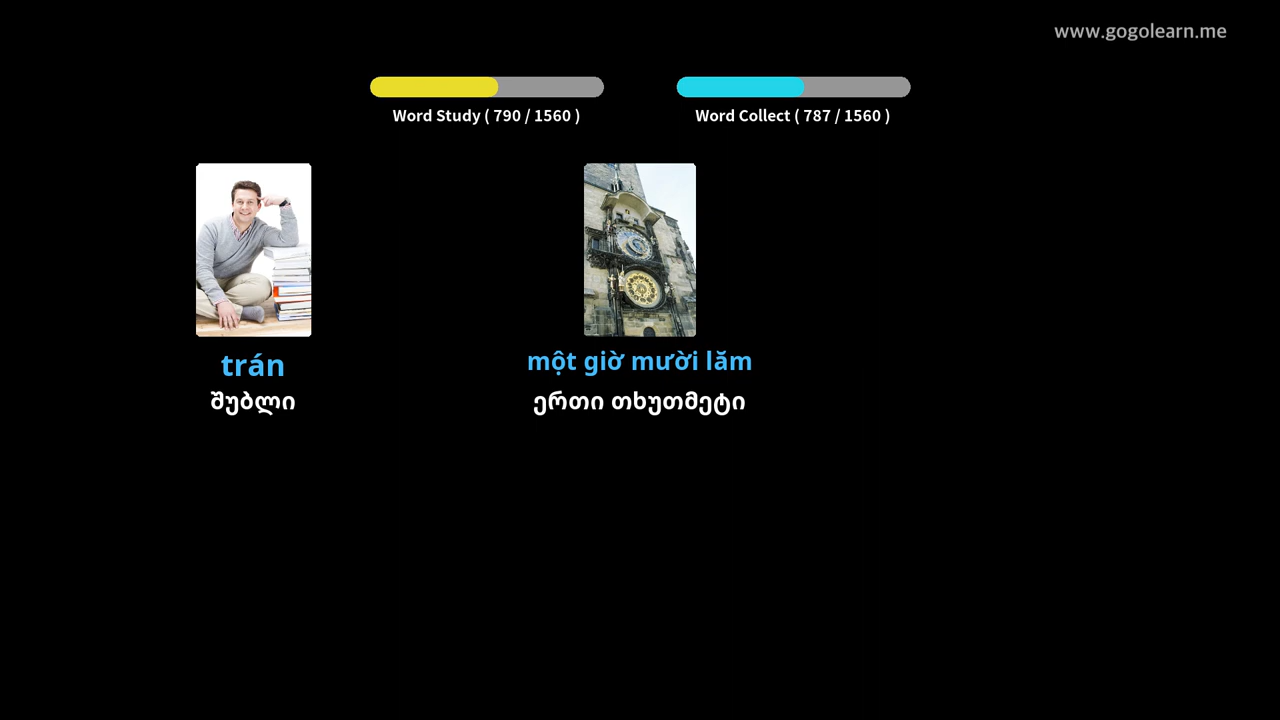 www.gogolearn.me
Word Study ( 790 / 1560 )
Word Collect ( 787 / 1560 )
trán
შუბლი
một giờ mười lăm
ერთი თხუთმეტი